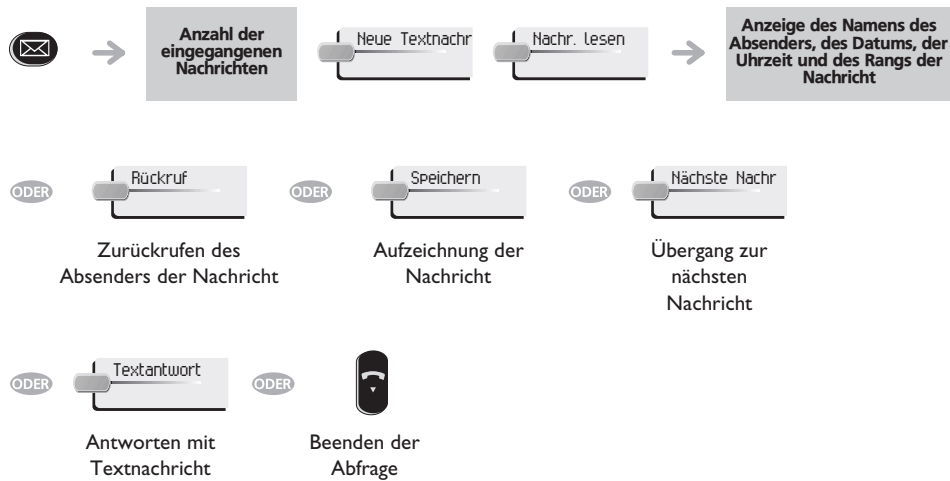 Anzahl der
eingegangenen
Nachrichten
Neue Textnachr
Nachr. lesen
Anzeige des Namens des
Absenders, des Datums, der
Uhrzeit und des Rangs der
Nachricht
ODER
Rückruf
ODER
Speichern
ODER
Nächste Nachr
Zurückrufen des
Absenders der Nachricht
Aufzeichnung der
Nachricht
Übergang zur
nächsten
Nachricht
ODER
Textantwort
ODER
Antworten mit
Textnachricht
Beenden der
Abfrage